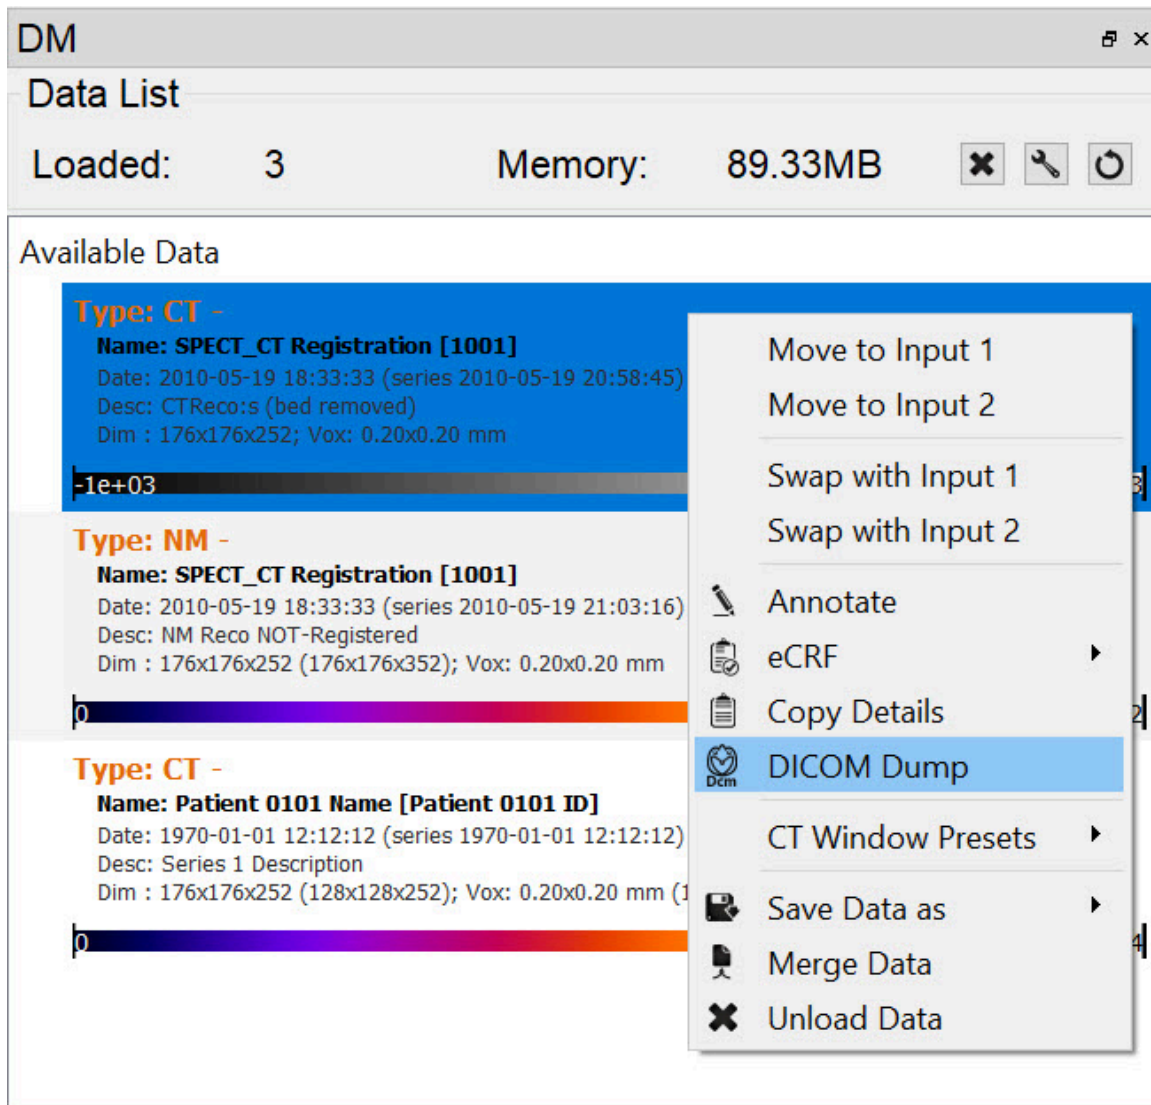 DM
Data List
Loaded: 3 Memory: 89.33MB
Available Data
Type: CT -
Name: SPECT_CT Registration [1001]
Date: 2010-05-19 18:33:33 (series 2010-05-19 20:58:45)
Desc: CTReco:s (bed removed)
Dim : 176x176x252; Vox: 0.20x0.20 mm
-1e+03 3
Type: NM -
Name: SPECT_CT Registration [1001]
Date: 2010-05-19 18:33:33 (series 2010-05-19 21:03:16)
Desc: NM Reco NOT-Registered
Dim : 176x176x252 (176x176x352); Vox: 0.20x0.20 mm
0 2
Type: CT -
Name: Patient 0101 Name [Patient 0101 ID]
Date: 1970-01-01 12:12:12 (series 1970-01-01 12:12:12)
Desc: Series 1 Description
Dim : 176x176x252 (128x128x252); Vox: 0.20x0.20 mm (1
0 4
Move to Input 1
Move to Input 2
Swap with Input 1
Swap with Input 2
Annotate
eCRF
Copy Details
Dcm DICOM Dump
CT Window Presets
Save Data as
Merge Data
Unload Data